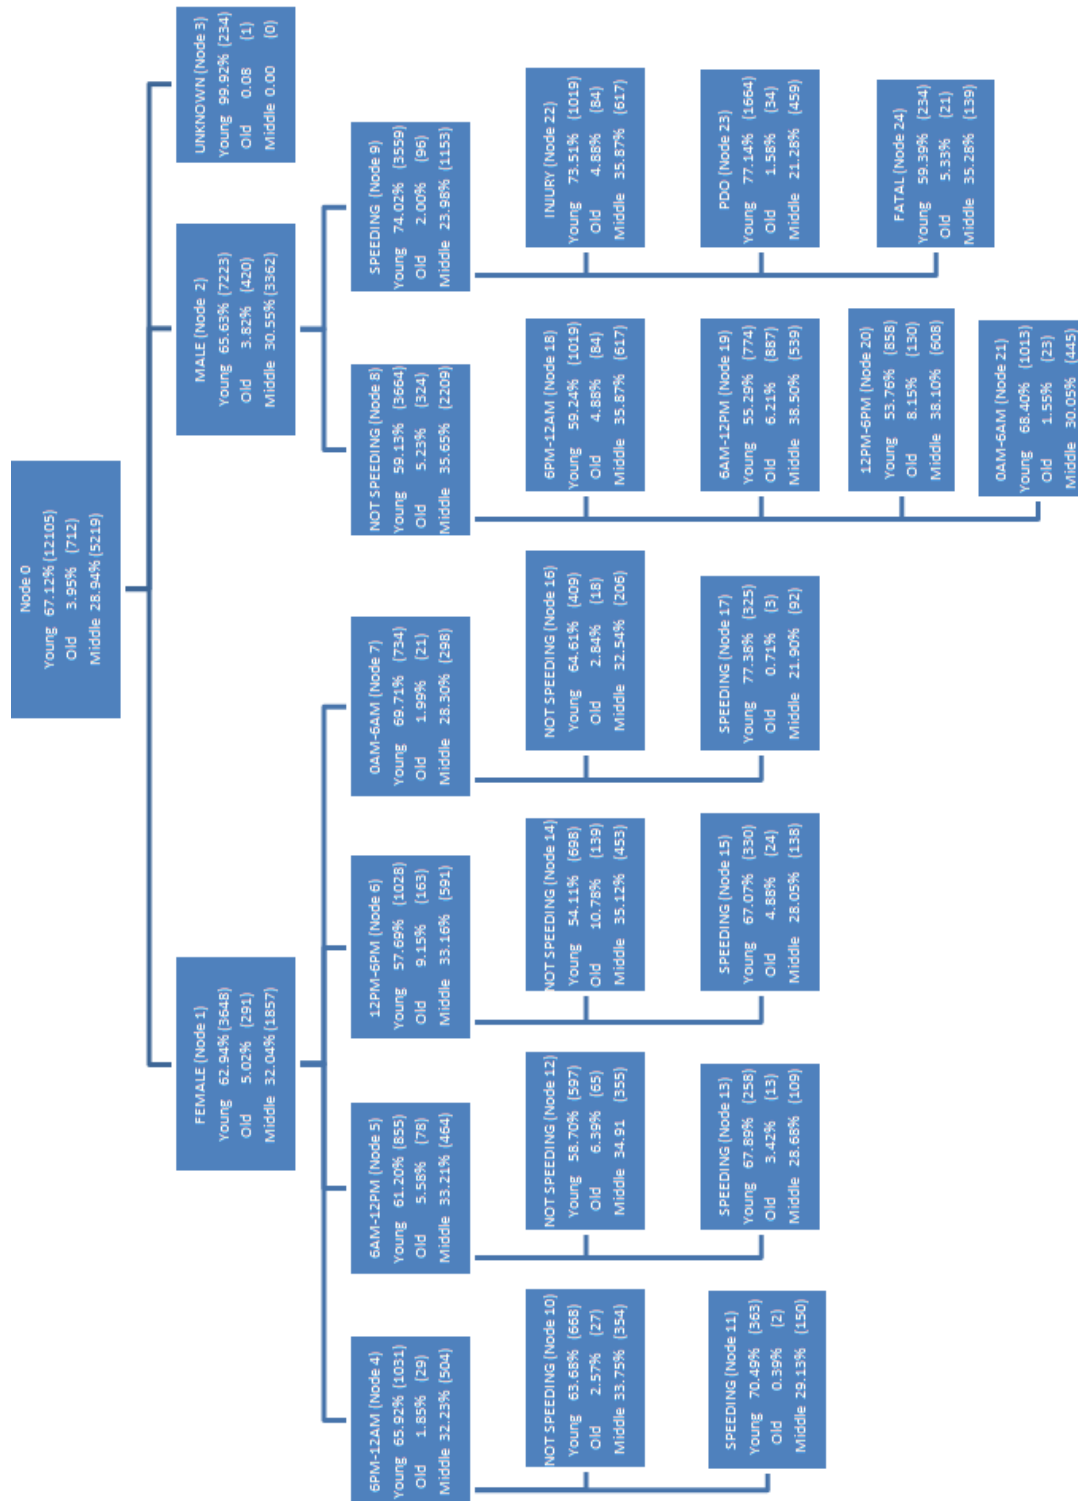 Node 0
Young 67.12% (12105)
Old 3.95% (712)
Middle 28.94% (5219)
FEMALE (Node 1)
Young 62.94% (3648)
Old 5.02% (291)
Middle 32.04% (1857)
MALE (Node 2)
Young 65.63% (7223)
Old 3.82% (420)
Middle 30.55% (3362)
UNKNOWN (Node 3)
Young 99.92% (234)
Old 0.08 (1)
Middle 0.00 (0)
6PM-12AM (Node 4)
Young 65.92% (1031)
Old 1.85% (29)
Middle 32.23% (504)
6AM-12PM (Node 5)
Young 61.20% (855)
Old 5.58% (78)
Middle 33.21% (464)
12PM-6PM (Node 6)
Young 57.69% (1028)
Old 9.15% (163)
Middle 33.16% (591)
0AM-6AM (Node 7)
Young 69.71% (734)
Old 1.99% (21)
Middle 28.30% (298)
NOT SPEEDING (Node 8)
Young 59.13% (3664)
Old 5.23% (324)
Middle 35.65% (2209)
SPEEDING (Node 9)
Young 74.02% (3559)
Old 2.00% (96)
Middle 23.98% (1153)
NOT SPEEDING (Node 10)
Young 63.68% (668)
Old 2.57% (27)
Middle 33.75% (354)
SPEEDING (Node 11)
Young 70.49% (363)
Old 0.39% (2)
Middle 29.13% (150)
NOT SPEEDING (Node 12)
Young 58.70% (597)
Old 6.39% (65)
Middle 34.91 (355)
SPEEDING (Node 13)
Young 67.89% (258)
Old 3.42% (13)
Middle 28.68% (109)
NOT SPEEDING (Node 14)
Young 54.11% (698)
Old 10.78% (139)
Middle 35.12% (453)
SPEEDING (Node 15)
Young 67.07% (330)
Old 4.88% (24)
Middle 28.05% (138)
NOT SPEEDING (Node 16)
Young 64.61% (409)
Old 2.84% (18)
Middle 32.54% (206)
SPEEDING (Node 17)
Young 77.38% (325)
Old 0.71% (3)
Middle 21.90% (92)
6PM-12AM (Node 18)
Young 59.24% (1019)
Old 4.88% (84)
Middle 35.87% (617)
6AM-12PM (Node 19)
Young 55.29% (774)
Old 6.21% (887)
Middle 38.50% (539)
12PM-6PM (Node 20)
Young 53.76% (858)
Old 8.15% (130)
Middle 38.10% (608)
0AM-6AM (Node 21)
Young 68.40% (1013)
Old 1.55% (23)
Middle 30.05% (445)
INJURY (Node 22)
Young 73.51% (1019)
Old 4.88% (84)
Middle 35.87% (617)
PDO (Node 23)
Young 77.14% (1664)
Old 1.58% (34)
Middle 21.28% (459)
FATAL (Node 24)
Young 59.39% (234)
Old 5.33% (21)
Middle 35.28% (139)